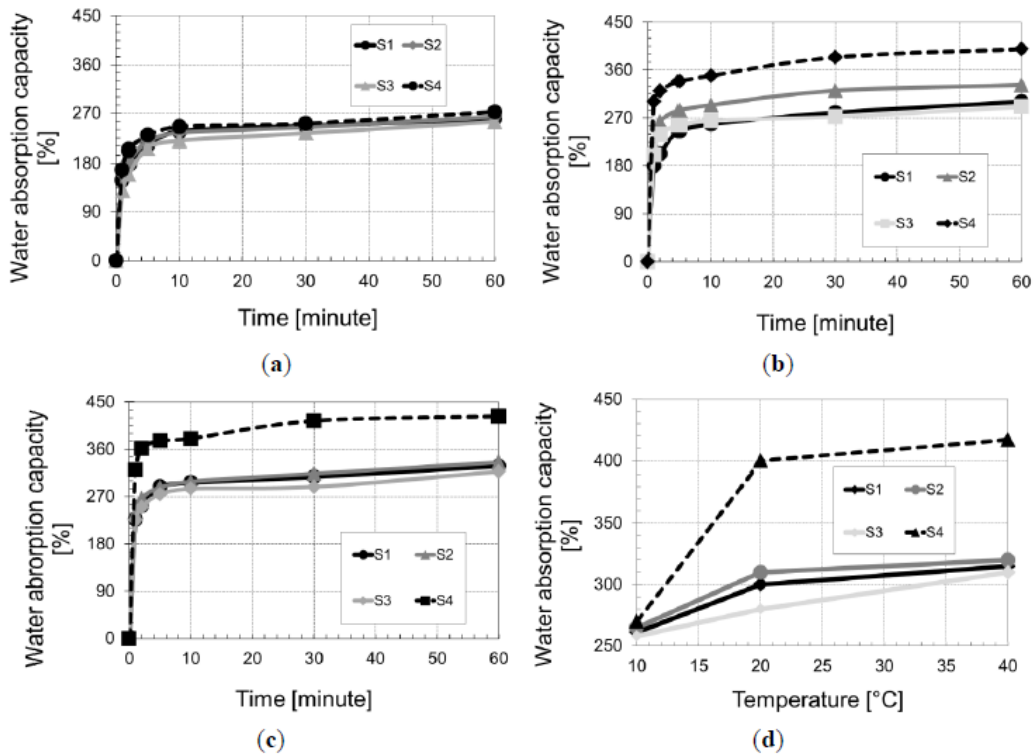 Water absorption capacity
[%]
450
360
270
180
90
0
S1 S2
S3 S4
0 10 20 30 40 50 60
Time [minute]
(a)
Water absorption capacity
[%]
450
360
270
180
90
0
S1 S2
S3 S4
0 10 20 30 40 50 60
Time [minute]
(b)
Water abrorption capacity
[%]
450
360
270
180
90
0
S1 S2
S3 S4
0 10 20 30 40 50 60
Time [minute]
(c)
Water absorption capacity
[%]
450
400
350
300
250
S1 S2
S3 S4
10 15 20 25 30 35 40
Temperature [°C]
(d)